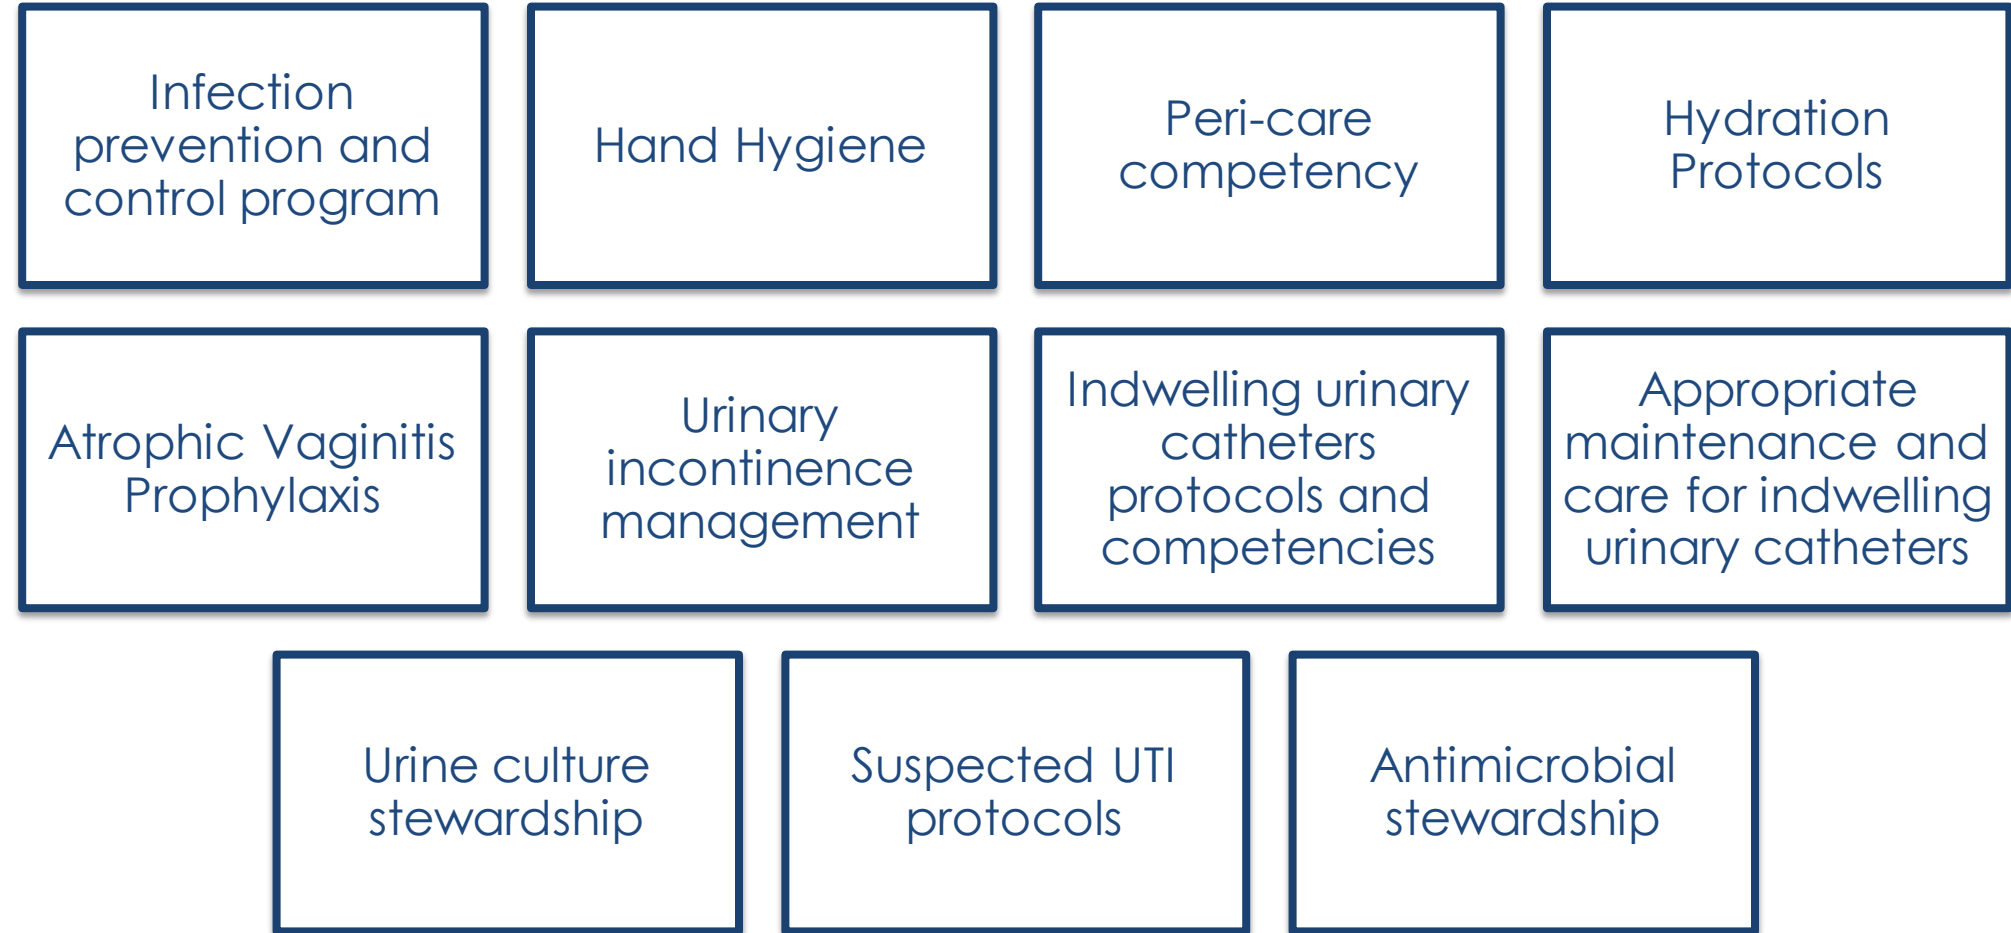 Infection
prevention and
control program
Hand Hygiene
Peri-care
competency
Hydration
Protocols
Atrophic Vaginitis
Prophylaxis
Urinary
incontinence
management
Indwelling urinary
catheters
protocols and
competencies
Appropriate
maintenance and
care for indwelling
urinary catheters
Urine culture
stewardship
Suspected UTI
protocols
Antimicrobial
stewardship